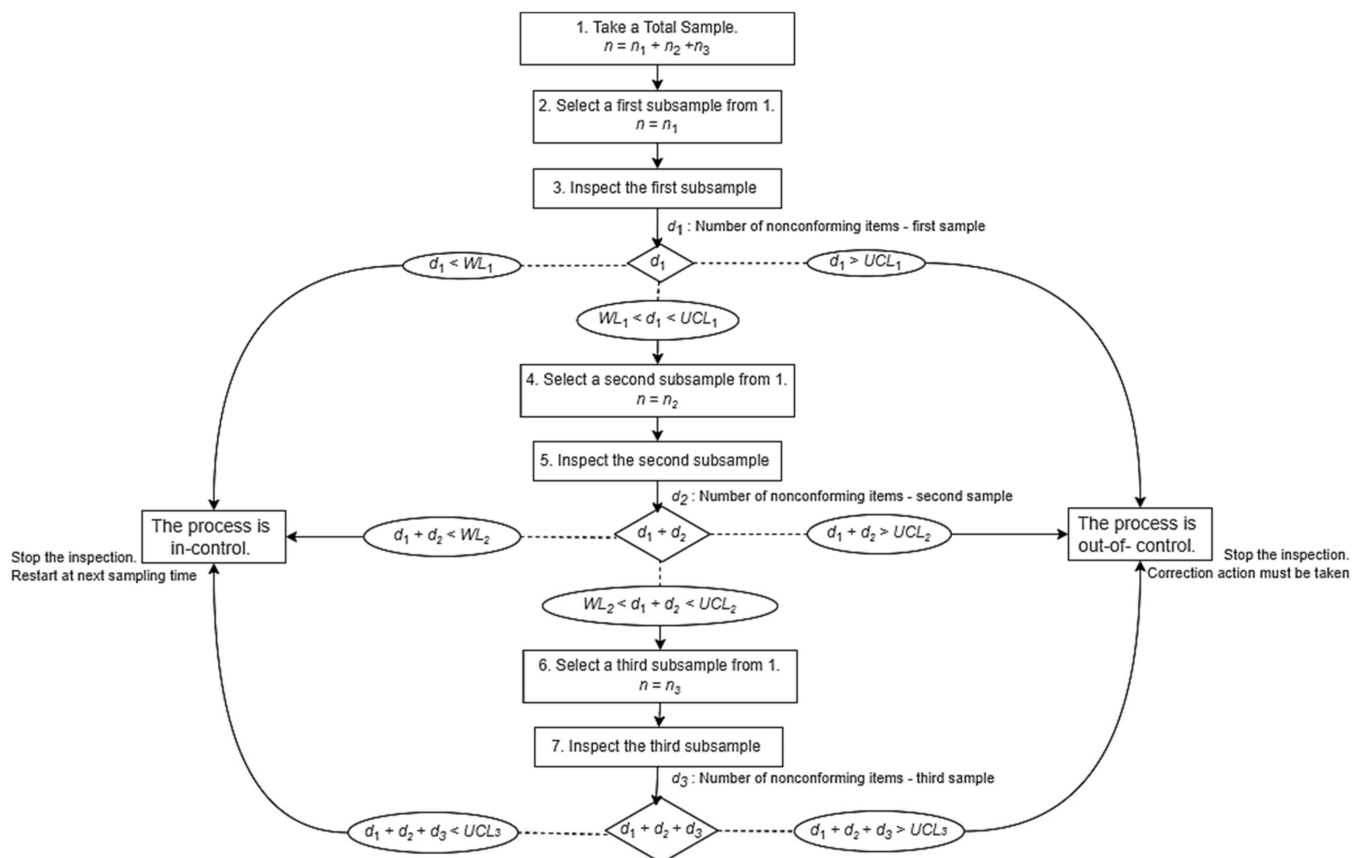 1. Take a Total Sample.
n = n1 + n2 +n3
2. Select a first subsample from 1.
n = n1
3. Inspect the first subsample
d1 : Number of nonconforming items - first sample
d1 < WL1
d1
d1 > UCL1
WL1 < d1 < UCL1
4. Select a second subsample from 1.
n = n2
5. Inspect the second subsample
d2 : Number of nonconforming items - second sample
The process is
in-control.
Stop the inspection.
Restart at next sampling time
d1 + d2 < WL2
d1 + d2
d1 + d2 > UCL2
The process is
out-of- control.
Stop the inspection.
Correction action must be taken
WL2 < d1 + d2 < UCL2
6. Select a third subsample from 1.
n = n3
7. Inspect the third subsample
d3 : Number of nonconforming items - third sample
d1 + d2 + d3 < UCL3
d1 + d2 + d3
d1 + d2 + d3 > UCL3